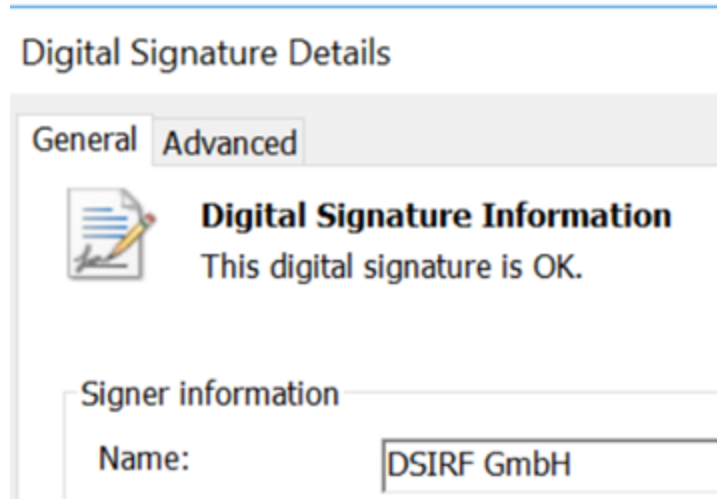 Digital Signature Details
General Advanced
Digital Signature Information
This digital signature is OK.
Signer information
Name: DSIRF GmbH